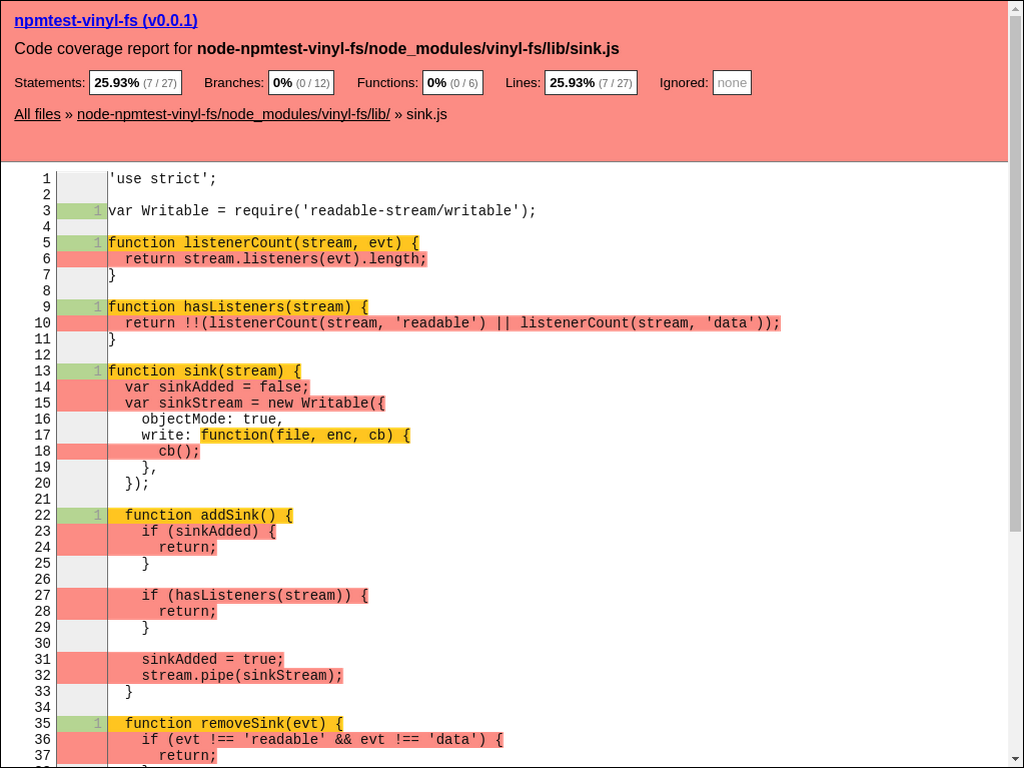 npmtest-vinyl-fs (v0.0.1)
Code coverage report for node-npmtest-vinyl-fs/node_modules/vinyl-fs/lib/sink.js
Statements: 25.93% (7 / 27) Branches: 0% (0 / 12) Functions: 0% (0 / 6) Lines: 25.93% (7 / 27) Ignored: none
All files » node-npmtest-vinyl-fs/node_modules/vinyl-fs/lib/ » sink.js
1 'use strict';
2
3 1 var Writable = require('readable-stream/writable');
4
5 1 function listenerCount(stream, evt) {
6   return stream.listeners(evt).length;
7 }
8
9 1 function hasListeners(stream) {
10   return !!(listenerCount(stream, 'readable') || listenerCount(stream, 'data'));
11 }
12
13 1 function sink(stream) {
14   var sinkAdded = false;
15   var sinkStream = new Writable({
16     objectMode: true,
17     write: function(file, enc, cb) {
18       cb();
19     },
20   });
21
22 1   function addSink() {
23     if (sinkAdded) {
24       return;
25     }
26
27     if (hasListeners(stream)) {
28       return;
29     }
30
31     sinkAdded = true;
32     stream.pipe(sinkStream);
33   }
34
35 1   function removeSink(evt) {
36     if (evt !== 'readable' && evt !== 'data') {
37       return;